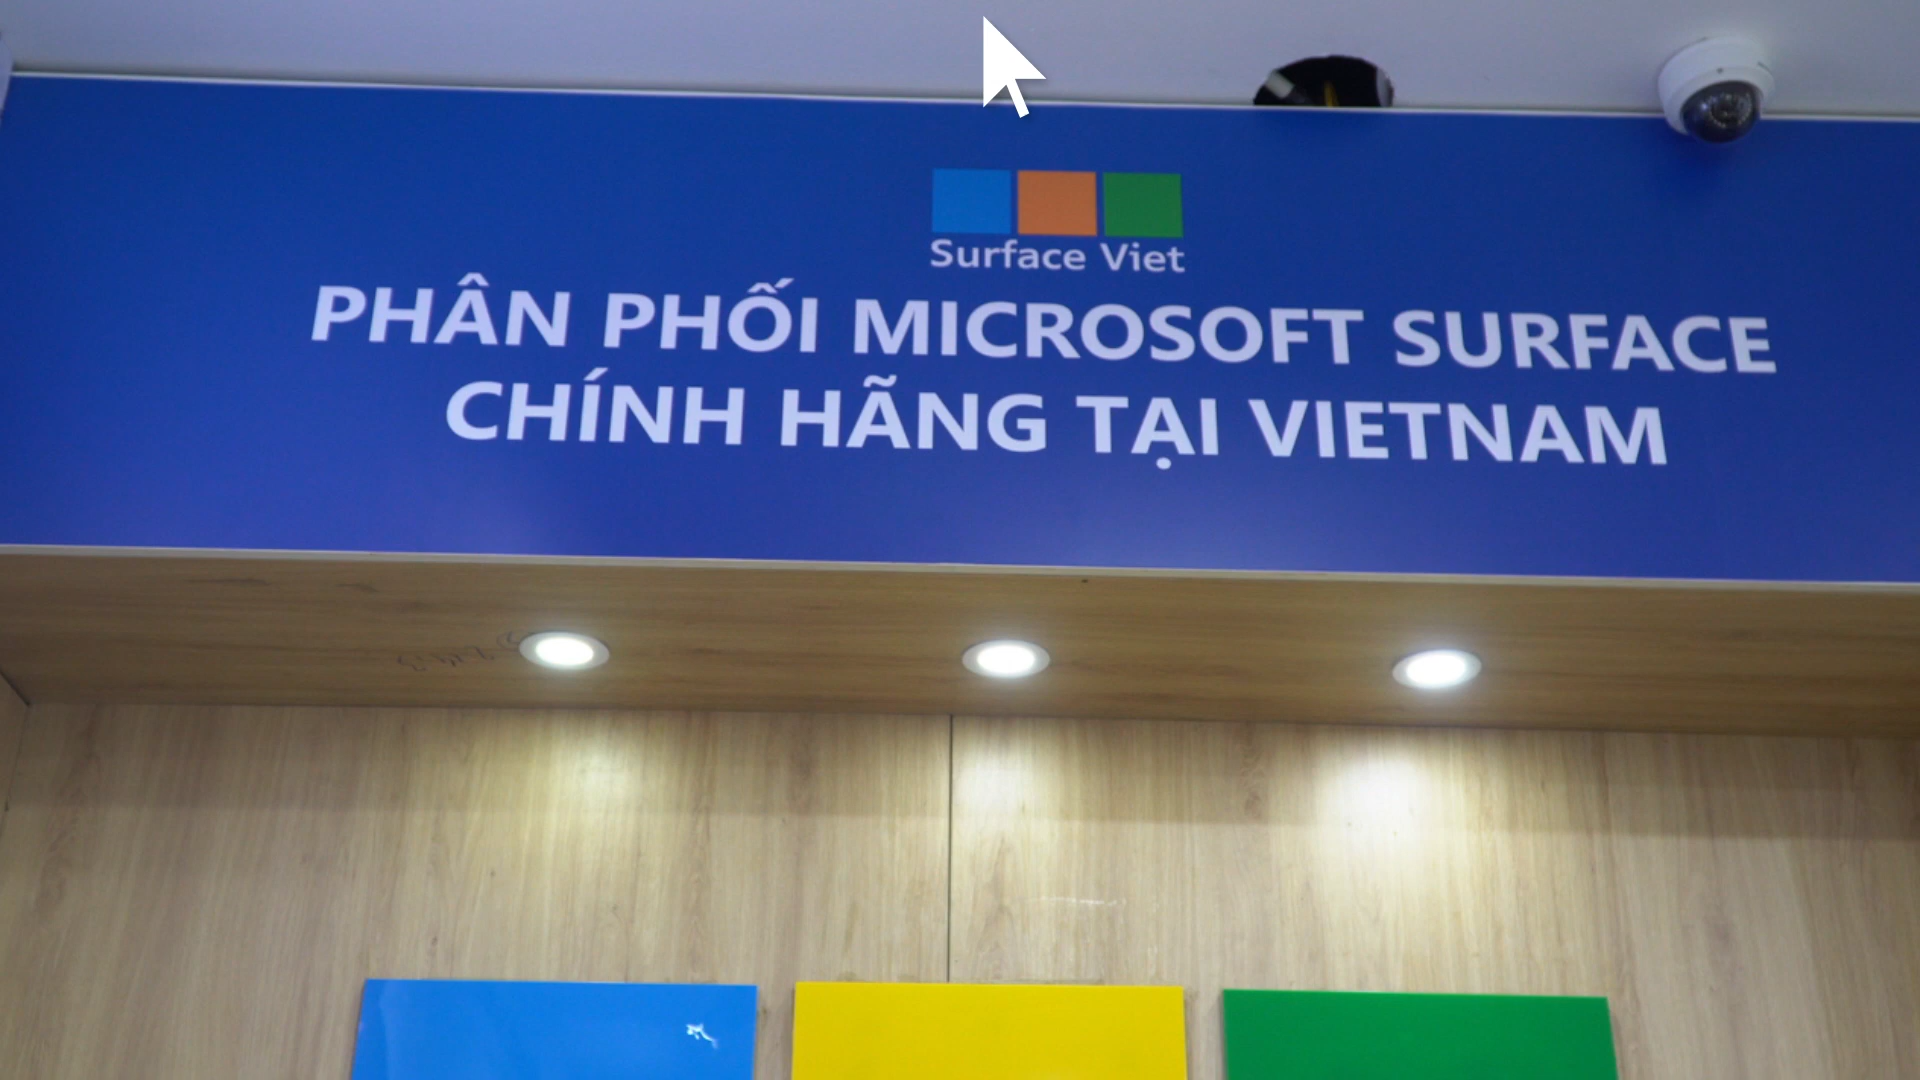 Surface Viet
PHÂN PHỐI MICROSOFT SURFACE
CHÍNH HÃNG TẠI VIETNAM